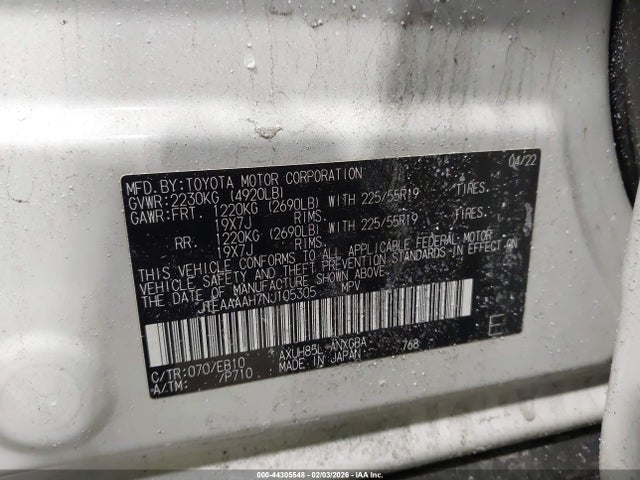 MFD. BY: TOYOTA MOTOR CORPORATION 04/22
GVWR: 2230KG (4920LB)
GAWR: FRT. 1220KG (2690LB) WITH 225/55R19 TIRES.
19X7J RIMS.
RR. 1220KG (2690LB) WITH 225/55R19 TIRES.
19X7J RIMS.
THIS VEHICLE CONFORMS TO ALL APPLICABLE FEDERAL MOTOR
VEHICLE SAFETY AND THEFT PREVENTION STANDARDS IN EFFECT ON
THE DATE OF MANUFACTURE SHOWN ABOVE.
JTEAAAAH7NJ105305 MPV
E
C/TR: 070/EB10 AXUH85L-ANXGBA 768
A/TM: /P710 MADE IN JAPAN
000-44305548 - 02/03/2026 - IAA Inc.